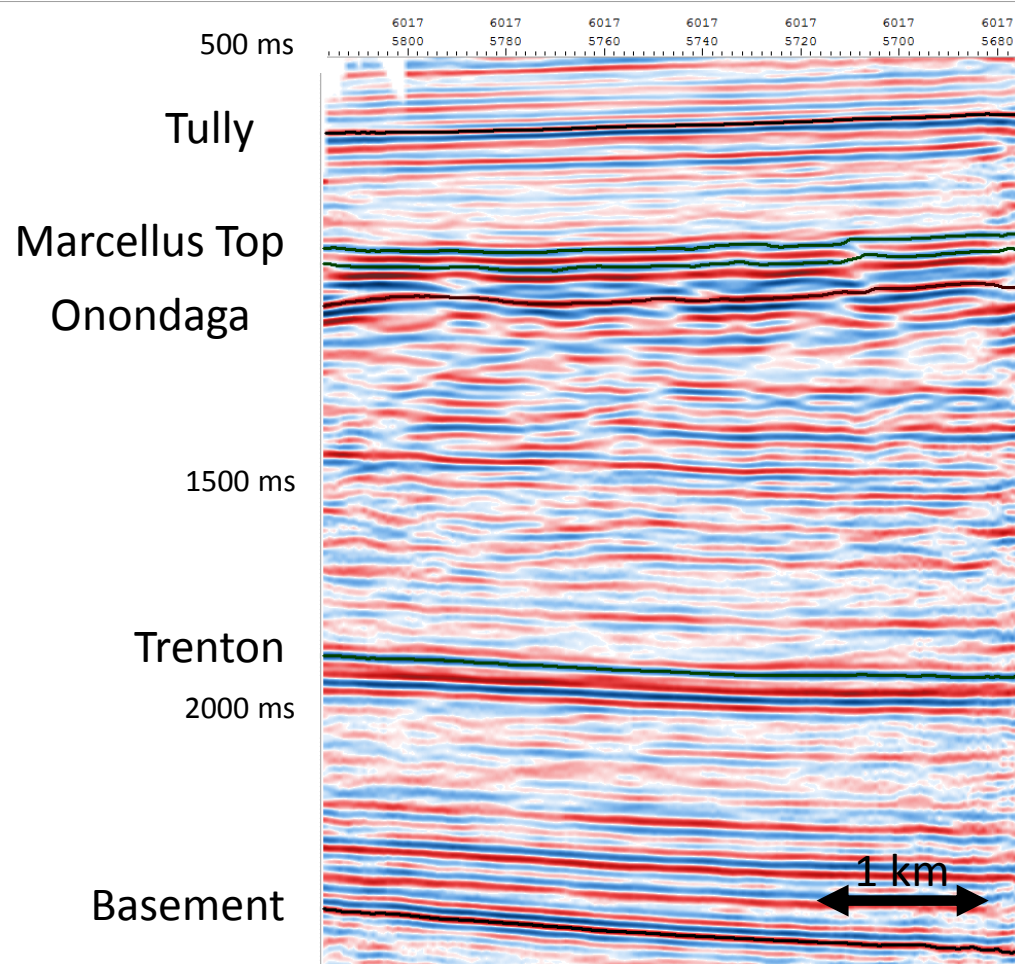 6017 6017 6017 6017 6017 6017 6017
500 ms 5800 5780 5760 5740 5720 5700 5680
Tully
Marcellus Top
Onondaga
1500 ms
Trenton
2000 ms
1 km
Basement